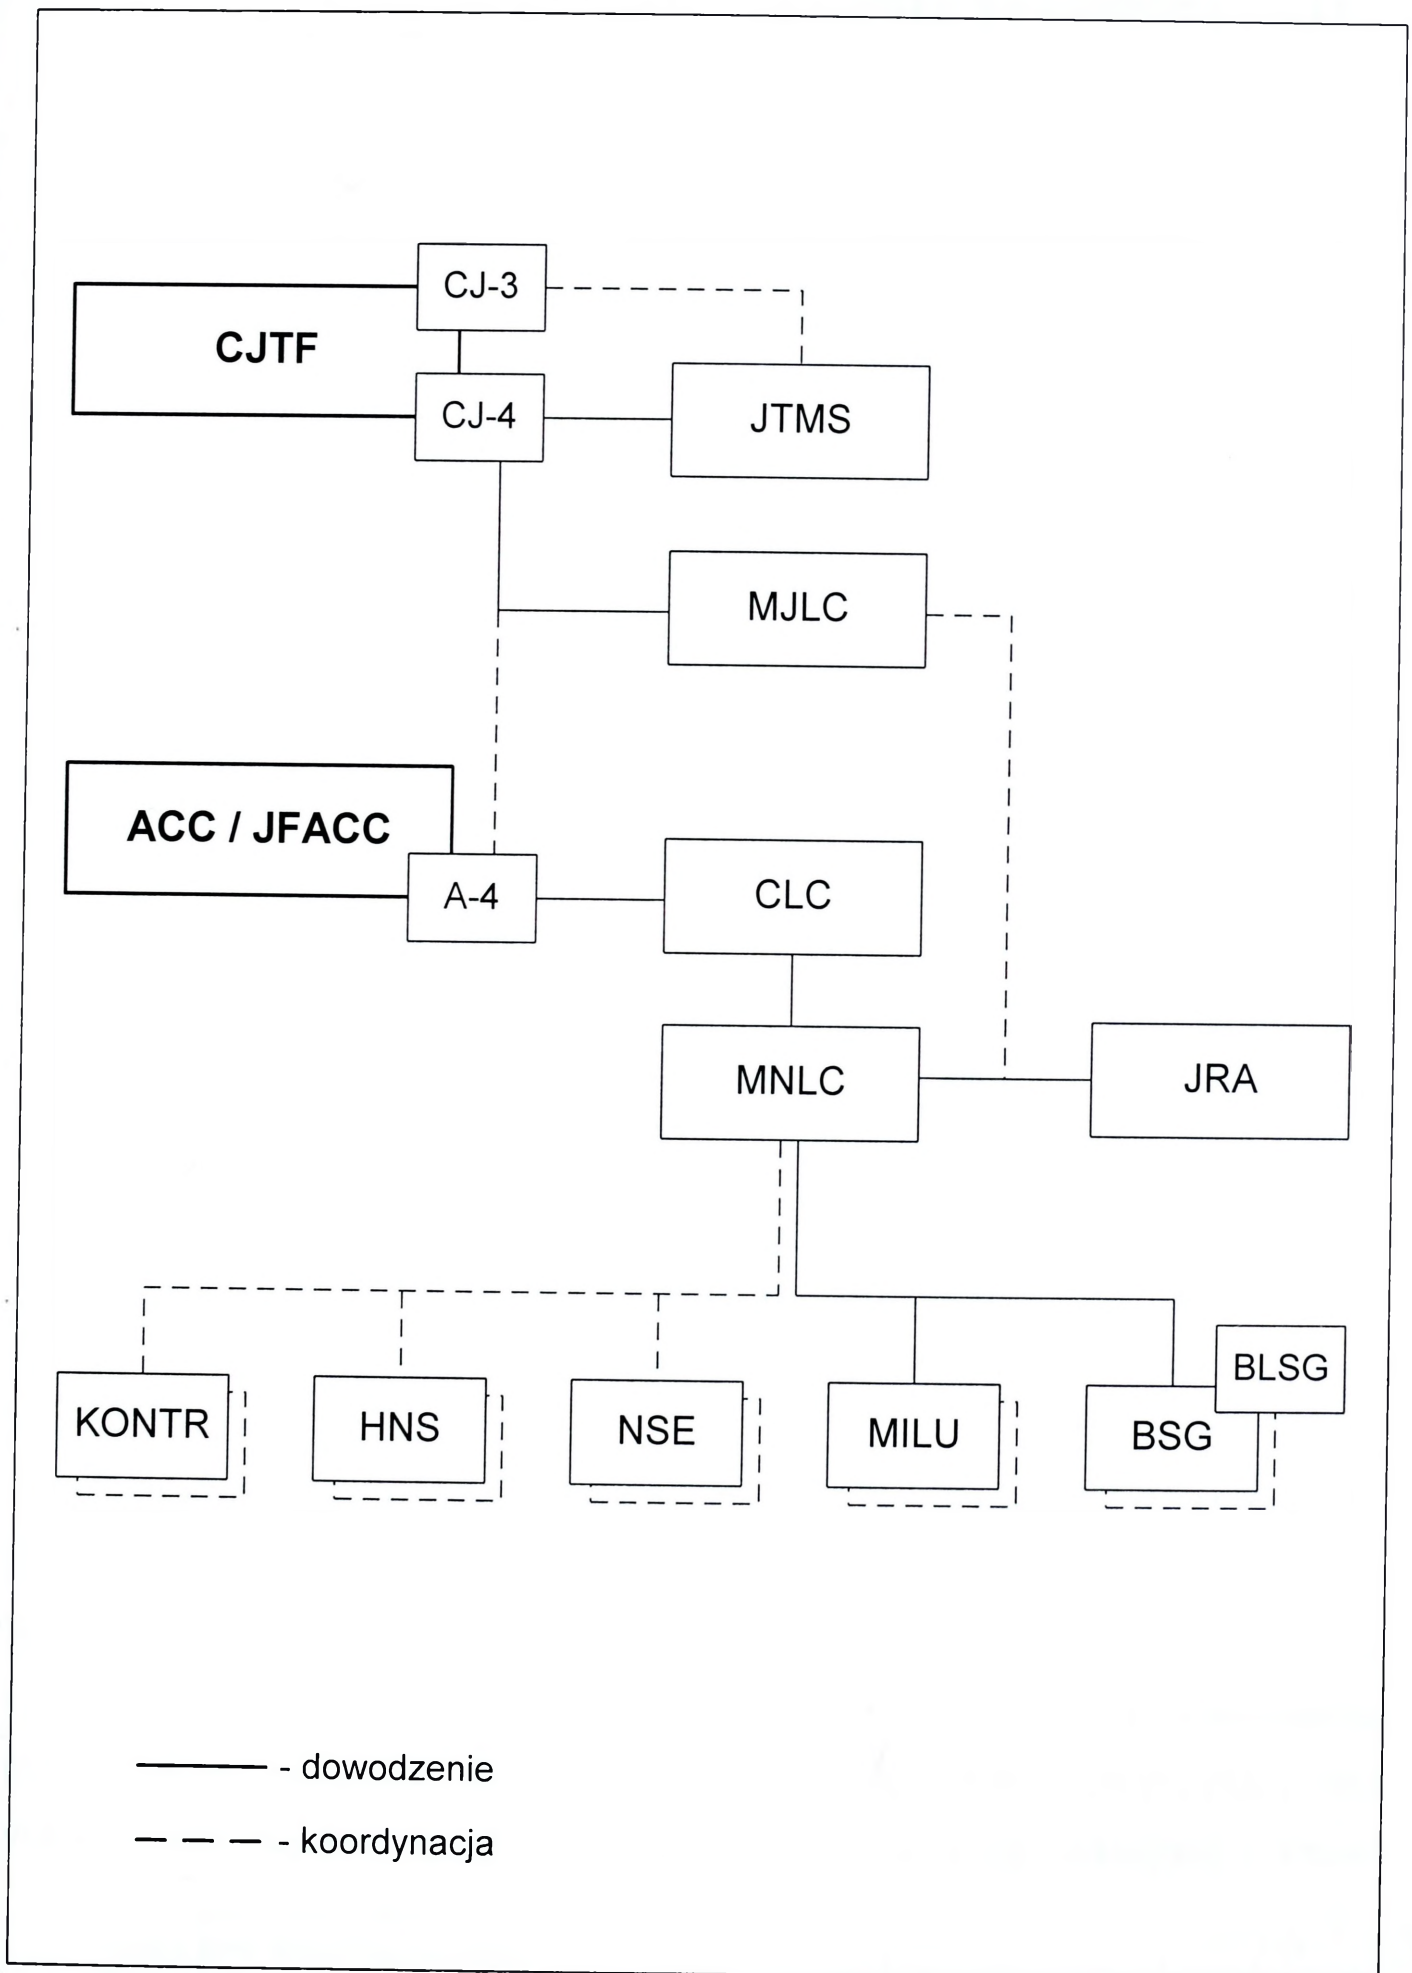 CJ-3
CJTF
CJ-4
JTMS
MJLC
ACC / JFACC
A-4
CLC
MNLC
JRA
BLSG
KONTR
HNS
NSE
MILU
BSG
- dowodzenie
- koordynacja